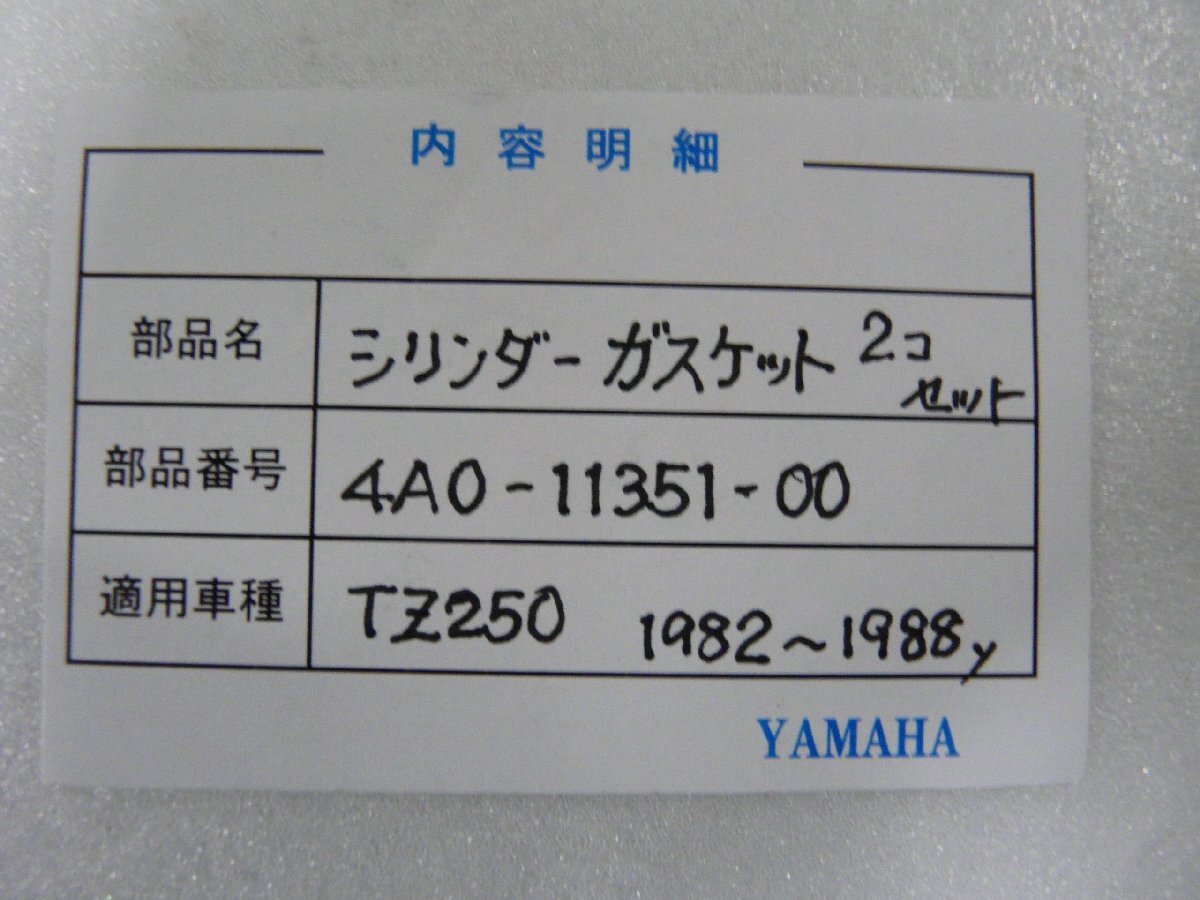 内容明細
部品名 シリンダーガスケット 2コ
セット
部品番号 4A0-11351-00
適用車種 TZ250 1982~1988y
YAMAHA